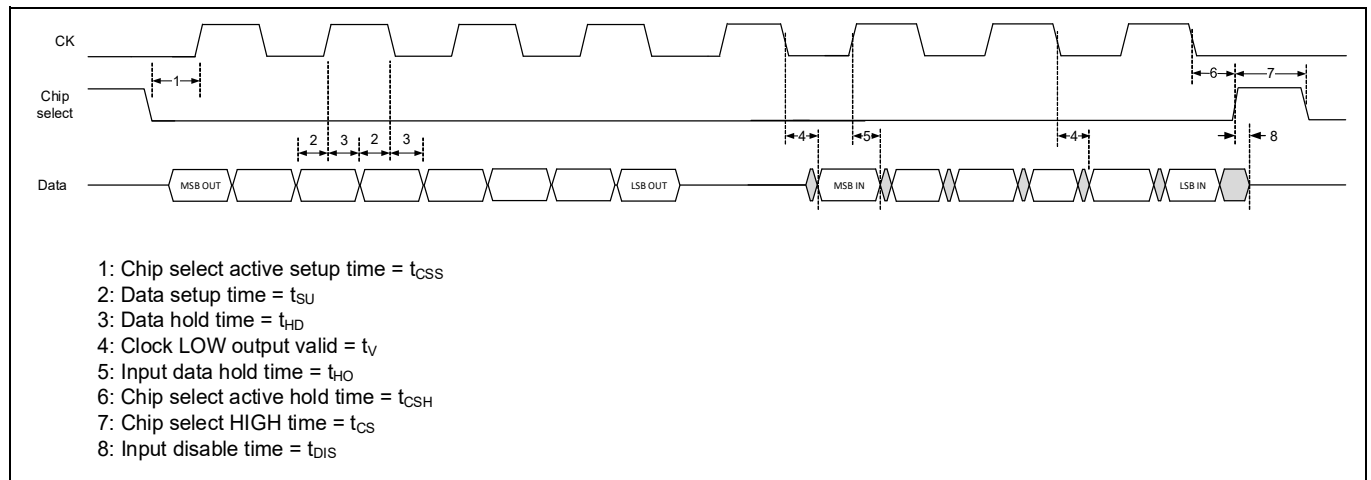 CK
1
6
7
Chip
select
2
3
2
3
4
5
4
8
Data
MSB OUT
LSB OUT
MSB IN
LSB IN
1: Chip select active setup time = tCSS
2: Data setup time = tSU
3: Data hold time = tHD
4: Clock LOW output valid = tV
5: Input data hold time = tHO
6: Chip select active hold time = tCSH
7: Chip select HIGH time = tCS
8: Input disable time = tDIS